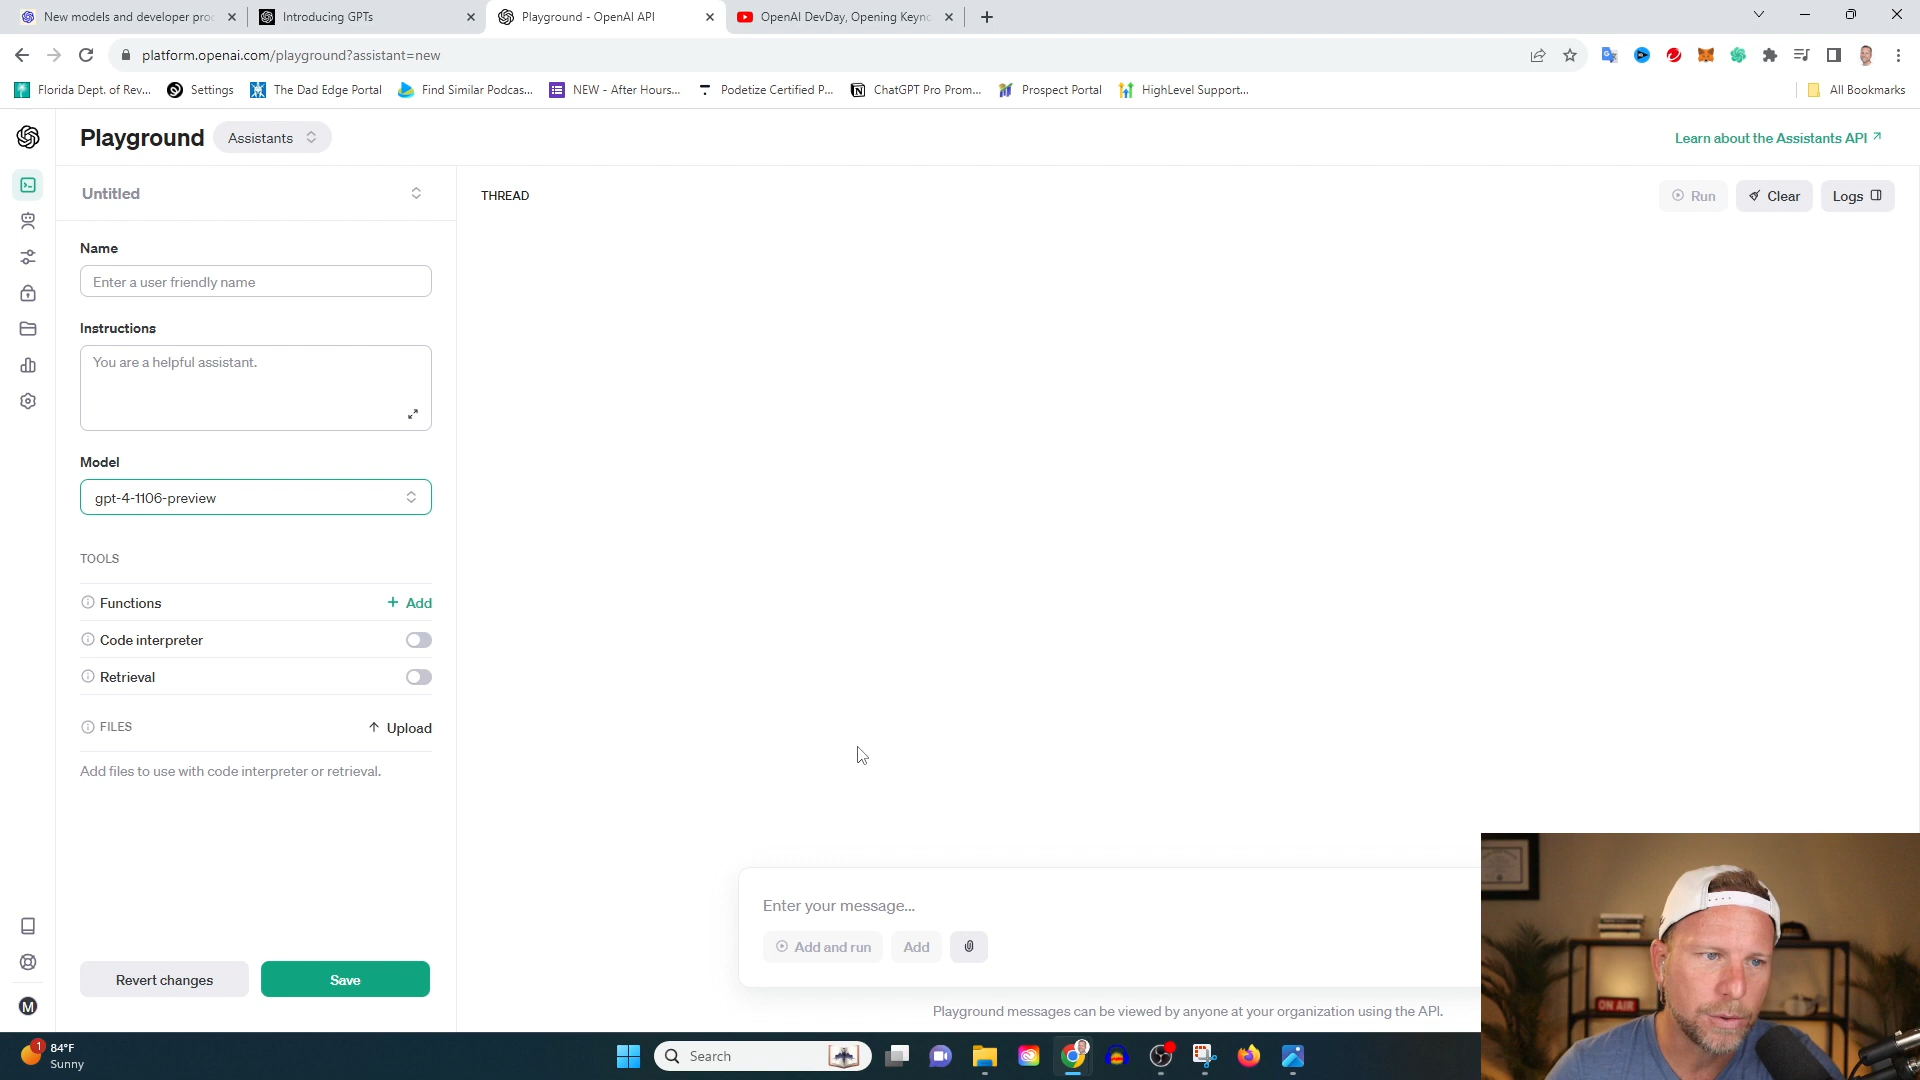 New models and developer proc
Introducing GPTs
Playground - OpenAI API
OpenAI DevDay, Opening Keyno
platform.openai.com/playground?assistant=new
Florida Dept. of Rev...
Settings
The Dad Edge Portal
Find Similar Podcas...
NEW - After Hours...
Podetize Certified P...
ChatGPT Pro Prom...
Prospect Portal
HighLevel Support...
All Bookmarks
Playground
Assistants
Learn about the Assistants API
Untitled
THREAD
Run
Clear
Logs
Name
Enter a user friendly name
Instructions
You are a helpful assistant.
Model
gpt-4-1106-preview
TOOLS
Functions
+ Add
Code interpreter
Retrieval
FILES
Upload
Add files to use with code interpreter or retrieval.
Enter your message...
Add and run
Add
Revert changes
Save
Playground messages can be viewed by anyone at your organization using the API.
M
ON AIR
1
84°F
Sunny
Search